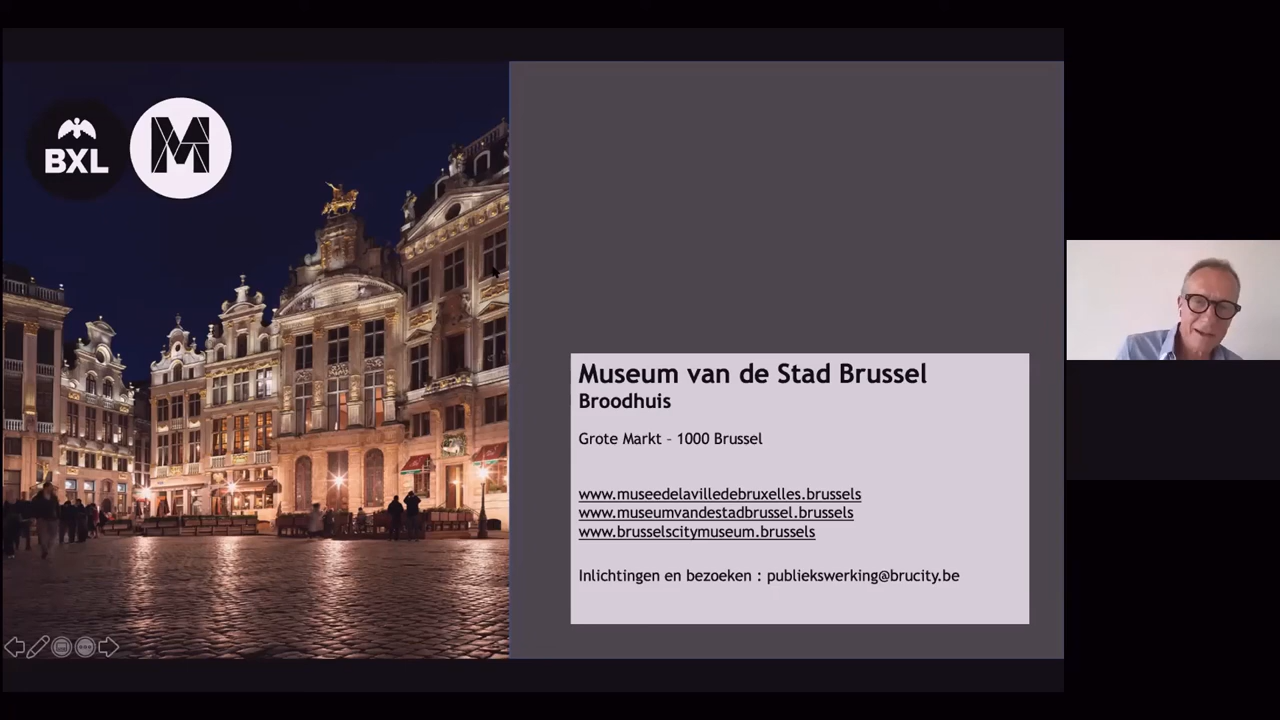 BXL
M
Museum van de Stad Brussel
Broodhuis
Grote Markt – 1000 Brussel
www.museedelavilledebruxelles.brussels
www.museumvandestadbrussel.brussels
www.brusselscitymuseum.brussels
Inlichtingen en bezoeken : publiekswerking@brucity.be